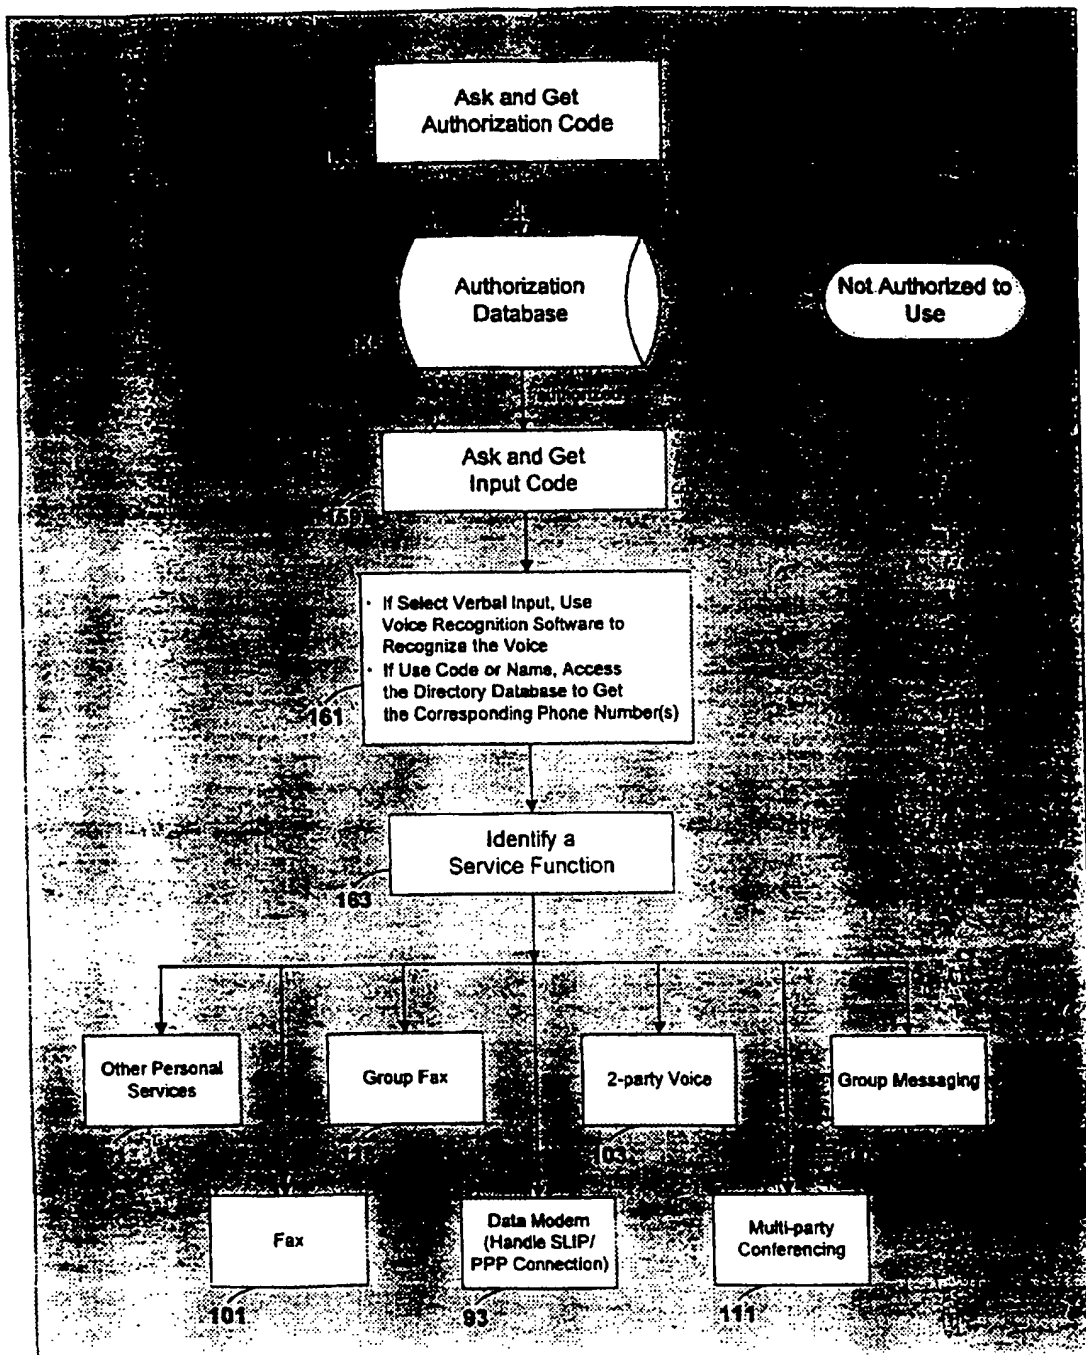 Ask and Get
Authorization Code
Authorization
Database
Not Authorized to
Use
Ask and Get
Input Code
· If Select Verbal Input, Use
Voice Recognition Software to
Recognize the Voice
· If Use Code or Name, Access
the Directory Database to Get
the Corresponding Phone Number(s)
161
Identify a
Service Function
163
Other Personal
Services
Group Fax
2-party Voice
Group Messaging
103
Fax
Data Modem
(Handle SLIP/
PPP Connection)
Multi-party
Conferencing
101
93
111